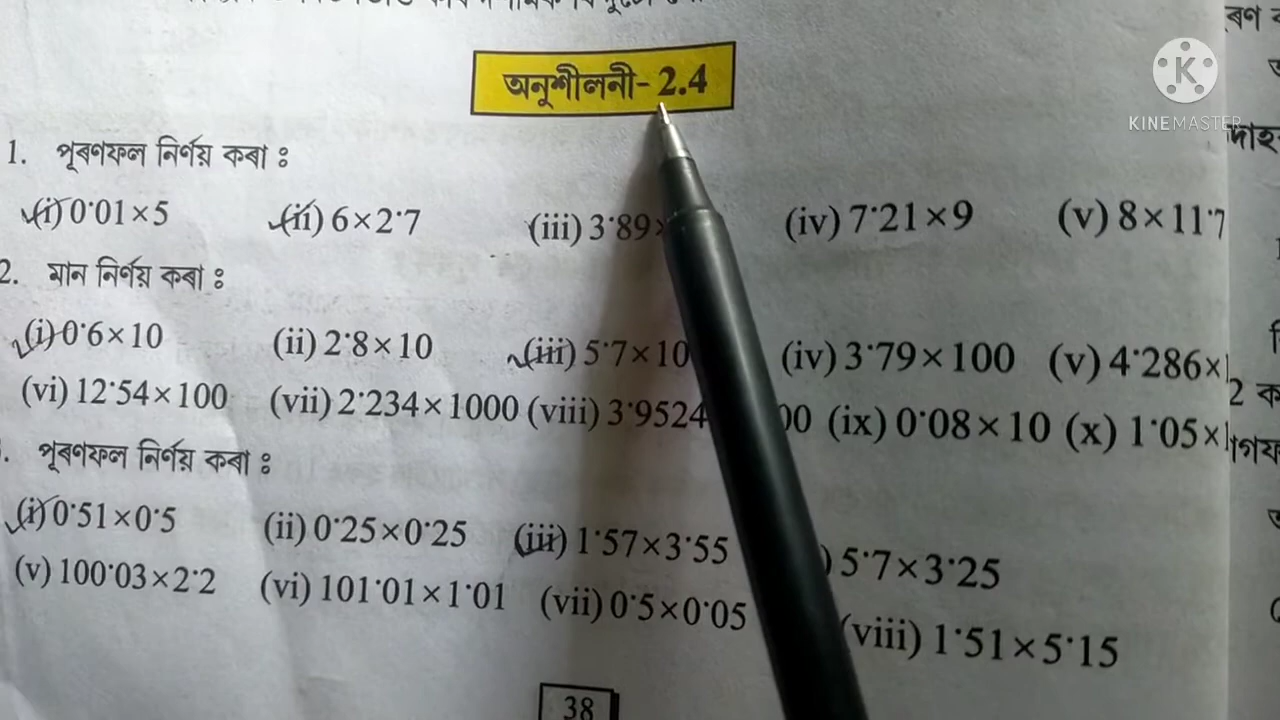 অনুশীলনী- 2.4
KINEMASTER
1. পূৰণফল নিৰ্ণয় কৰা ঃ
(i) 0·01×5 (ii) 6×2·7 (iii) 3·89× (iv) 7·21×9 (v) 8×11·7
2. মান নিৰ্ণয় কৰা ঃ
(i) 0·6×10 (ii) 2·8×10 (iii) 5·7×10 (iv) 3·79×100 (v) 4·286×
(vi) 12·54×100 (vii) 2·234×1000 (viii) 3·9524 00 (ix) 0·08×10 (x) 1·05×
. পূৰণফল নিৰ্ণয় কৰা ঃ
(i) 0·51×0·5 (ii) 0·25×0·25 (iii) 1·57×3·55 ) 5·7×3·25
(v) 100·03×2·2 (vi) 101·01×1·01 (vii) 0·5×0·05 (viii) 1·51×5·15
38